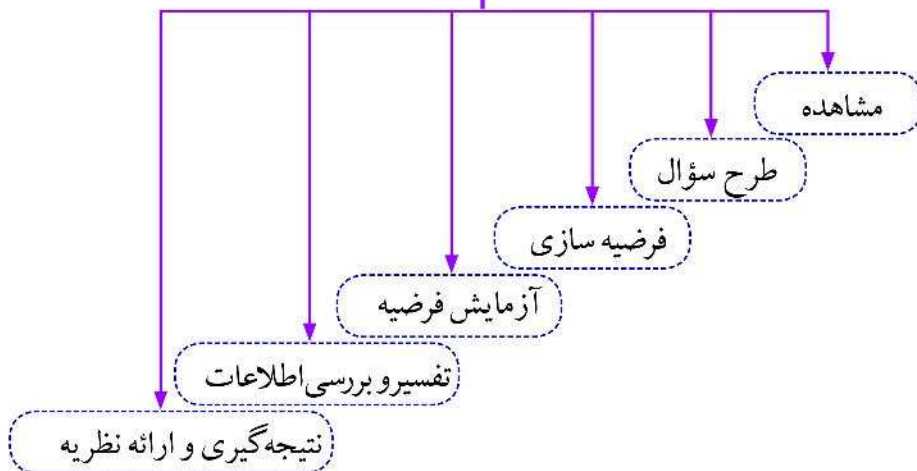 مشاهده
طرح سؤال
فرضیه سازی
آزمایش فرضیه
تفسیرو بررسی اطلاعات
نتیجه‌گیری و ارائه نظریه